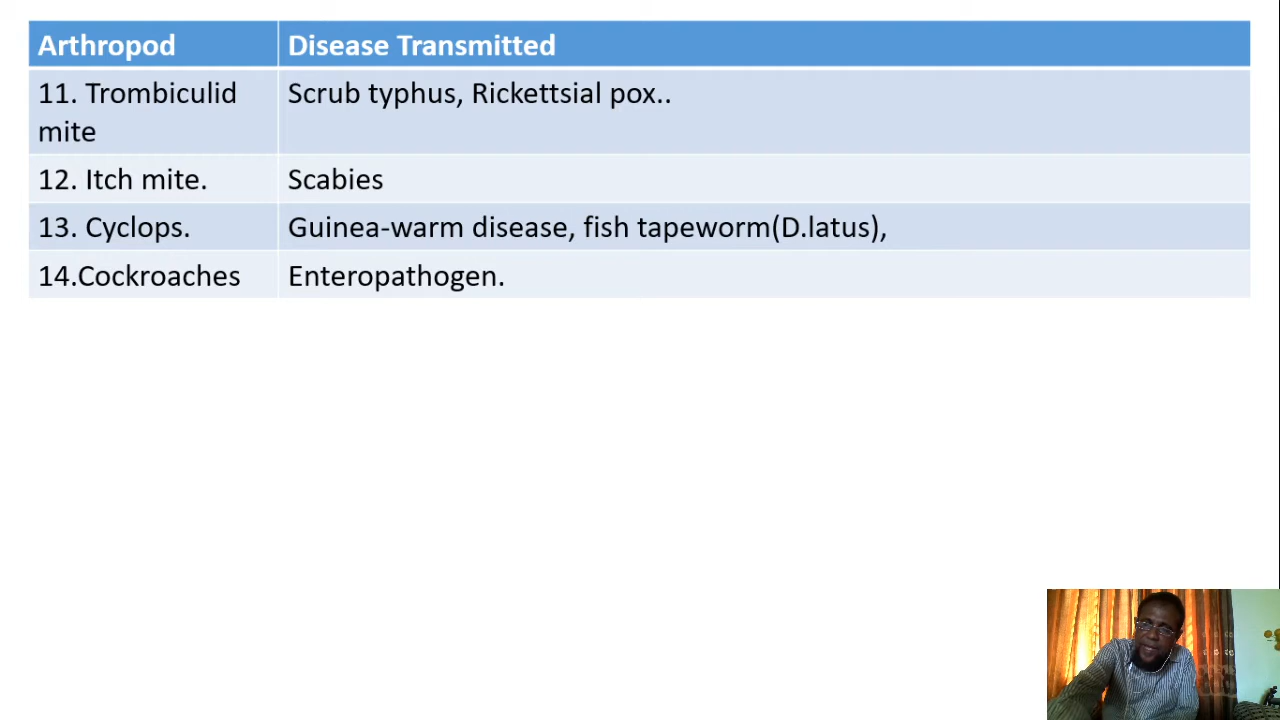 Arthropod Disease Transmitted
11. Trombiculid Scrub typhus, Rickettsial pox..
mite
12. Itch mite. Scabies
13. Cyclops. Guinea-warm disease, fish tapeworm(D.latus),
14.Cockroaches Enteropathogen.